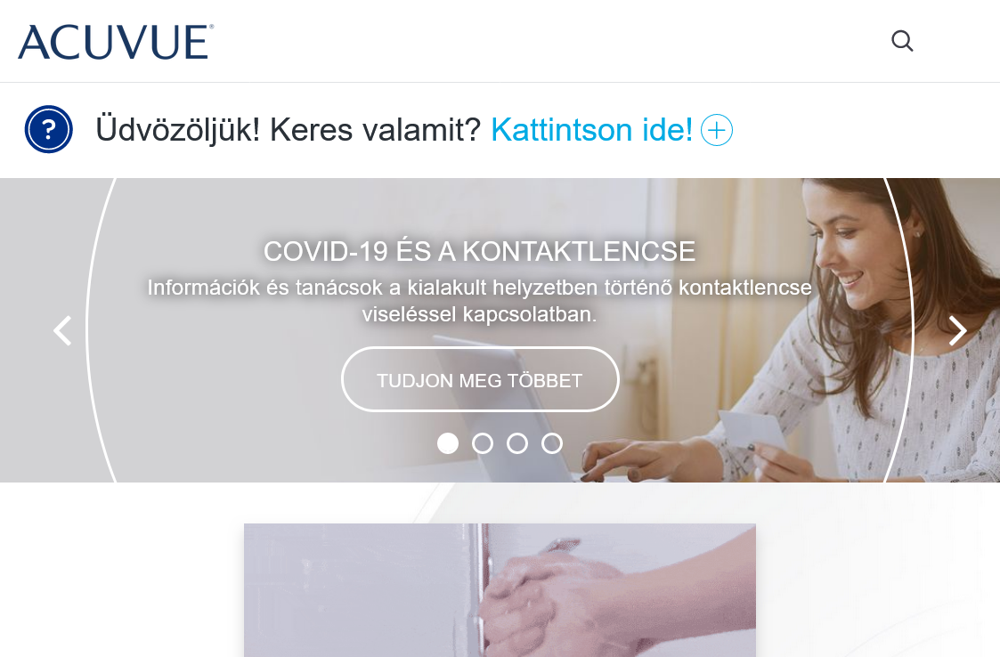 ACUVUE®
? Üdvözöljük! Keres valamit? Kattintson ide!
COVID-19 ÉS A KONTAKTLENCSE
Információk és tanácsok a kialakult helyzetben történő kontaktlencse
viseléssel kapcsolatban.
TUDJON MEG TÖBBET